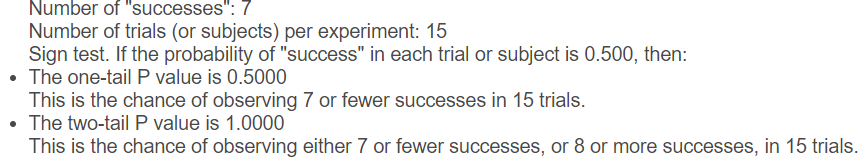 Number of "successes": 7
Number of trials (or subjects) per experiment: 15
Sign test. If the probability of "success" in each trial or subject is 0.500, then:
• The one-tail P value is 0.5000
This is the chance of observing 7 or fewer successes in 15 trials.
• The two-tail P value is 1.0000
This is the chance of observing either 7 or fewer successes, or 8 or more successes, in 15 trials.